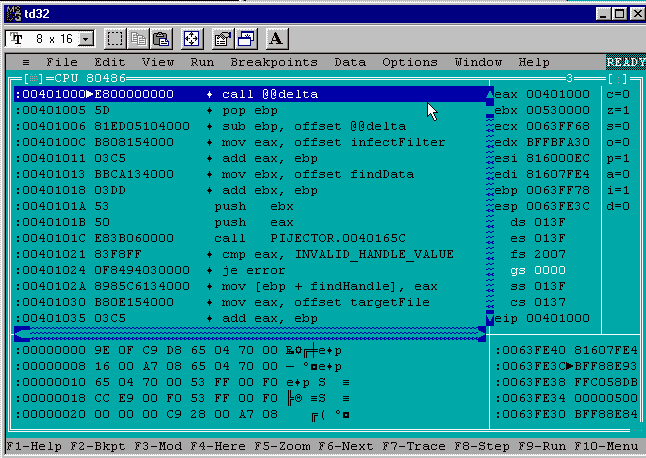 MS
td32
Tr 8 x 16 A
≡ File Edit View Run Breakpoints Data Options Window Help READY
CPU 80486 3
:00401000►E800000000 ♦ call @@delta eax 00401000 c=0
:00401005 5D ♦ pop ebp ebx 00530000 z=1
:00401006 81ED05104000 ♦ sub ebp, offset @@delta ecx 0063FF68 s=0
:0040100C B808154000 ♦ mov eax, offset infectFilter edx BFFBFA30 o=0
:00401011 03C5 ♦ add eax, ebp esi 816000EC p=1
:00401013 BBCA134000 ♦ mov ebx, offset findData edi 81607FE4 a=0
:00401018 03DD ♦ add ebx, ebp ebp 0063FF78 i=1
:0040101A 53 push ebx esp 0063FE3C d=0
:0040101B 50 push eax ds 013F
:0040101C E83B060000 call PIJECTOR.0040165C es 013F
:00401021 83F8FF ♦ cmp eax, INVALID_HANDLE_VALUE fs 2007
:00401024 0F8494030000 ♦ je error gs 0000
:0040102A 8985C6134000 ♦ mov [ebp + findHandle], eax ss 013F
:00401030 B80E154000 ♦ mov eax, offset targetFile cs 0137
:00401035 03C5 ♦ add eax, ebp eip 00401000
:00000000 9E 0F C9 D8 65 04 70 00 ₧☼╔╪e♦p :0063FE40 81607FE4
:00000008 16 00 A7 08 65 04 70 00 ▬ º◘e♦p :0063FE3C►BFF88E93
:00000010 65 04 70 00 53 FF 00 F0 e♦p S ≡ :0063FE38 FFC058DB
:00000018 CC E9 00 F0 53 FF 00 F0 ╠Θ ≡S ≡ :0063FE34 00000500
:00000020 00 00 00 C9 28 00 A7 08 ╔( º◘ :0063FE30 BFF88E84
F1-Help F2-Bkpt F3-Mod F4-Here F5-Zoom F6-Next F7-Trace F8-Step F9-Run F10-Menu